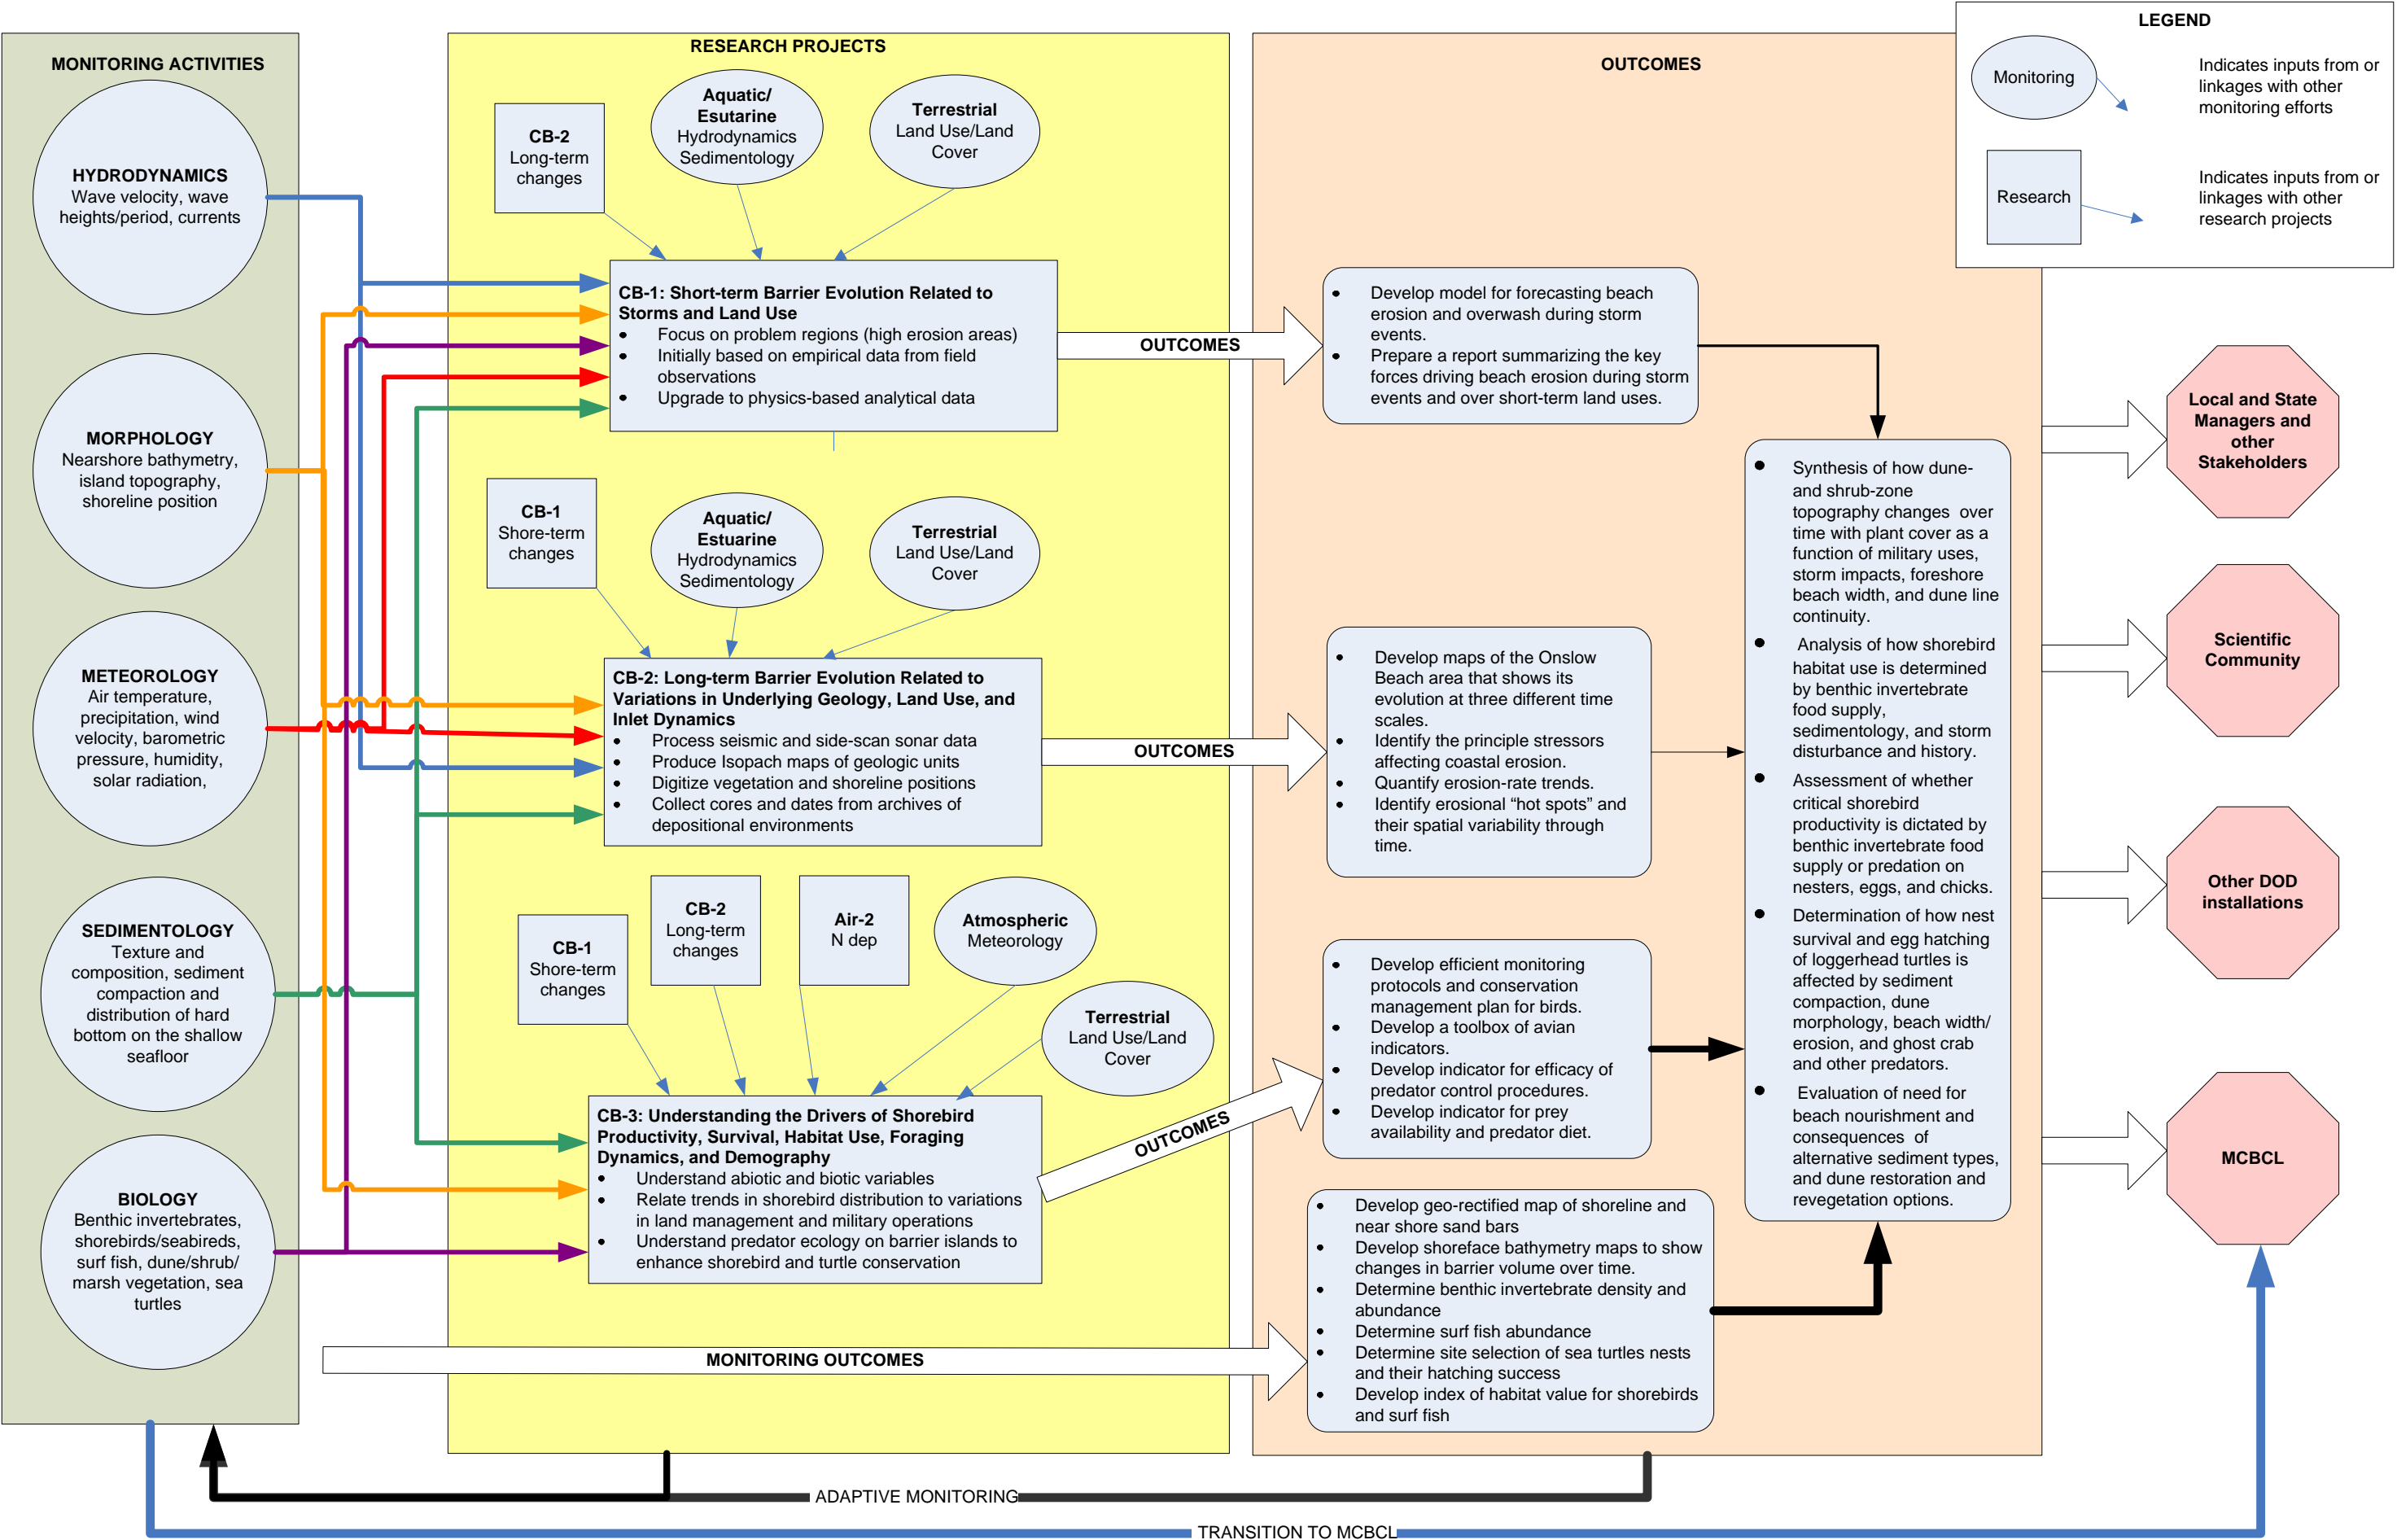 MONITORING ACTIVITIES
HYDRODYNAMICS
Wave velocity, wave
heights/period, currents
MORPHOLOGY
Nearshore bathymetry,
island topography,
shoreline position
METEOROLOGY
Air temperature,
precipitation, wind
velocity, barometric
pressure, humidity,
solar radiation,
SEDIMENTOLOGY
Texture and
composition, sediment
compaction and
distribution of hard
bottom on the shallow
seafloor
BIOLOGY
Benthic invertebrates,
shorebirds/seabireds,
surf fish, dune/shrub/
marsh vegetation, sea
turtles
RESEARCH PROJECTS
CB-2
Long-term
changes
Aquatic/
Esutarine
Hydrodynamics
Sedimentology
Terrestrial
Land Use/Land
Cover
CB-1: Short-term Barrier Evolution Related to
Storms and Land Use
• Focus on problem regions (high erosion areas)
• Initially based on empirical data from field
observations
• Upgrade to physics-based analytical data
CB-1
Shore-term
changes
Aquatic/
Estuarine
Hydrodynamics
Sedimentology
Terrestrial
Land Use/Land
Cover
CB-2: Long-term Barrier Evolution Related to
Variations in Underlying Geology, Land Use, and
Inlet Dynamics
• Process seismic and side-scan sonar data
• Produce Isopach maps of geologic units
• Digitize vegetation and shoreline positions
• Collect cores and dates from archives of
depositional environments
CB-1
Shore-term
changes
CB-2
Long-term
changes
Air-2
N dep
Atmospheric
Meteorology
Terrestrial
Land Use/Land
Cover
CB-3: Understanding the Drivers of Shorebird
Productivity, Survival, Habitat Use, Foraging
Dynamics, and Demography
• Understand abiotic and biotic variables
• Relate trends in shorebird distribution to variations
in land management and military operations
• Understand predator ecology on barrier islands to
enhance shorebird and turtle conservation
OUTCOMES
OUTCOMES
OUTCOMES
MONITORING OUTCOMES
OUTCOMES
• Develop model for forecasting beach
erosion and overwash during storm
events.
• Prepare a report summarizing the key
forces driving beach erosion during storm
events and over short-term land uses.
• Develop maps of the Onslow
Beach area that shows its
evolution at three different time
scales.
• Identify the principle stressors
affecting coastal erosion.
• Quantify erosion-rate trends.
• Identify erosional “hot spots” and
their spatial variability through
time.
• Develop efficient monitoring
protocols and conservation
management plan for birds.
• Develop a toolbox of avian
indicators.
• Develop indicator for efficacy of
predator control procedures.
• Develop indicator for prey
availability and predator diet.
• Develop geo-rectified map of shoreline and
near shore sand bars
• Develop shoreface bathymetry maps to show
changes in barrier volume over time.
• Determine benthic invertebrate density and
abundance
• Determine surf fish abundance
• Determine site selection of sea turtles nests
and their hatching success
• Develop index of habitat value for shorebirds
and surf fish
• Synthesis of how dune-
and shrub-zone
topography changes over
time with plant cover as a
function of military uses,
storm impacts, foreshore
beach width, and dune line
continuity.
• Analysis of how shorebird
habitat use is determined
by benthic invertebrate
food supply,
sedimentology, and storm
disturbance and history.
• Assessment of whether
critical shorebird
productivity is dictated by
benthic invertebrate food
supply or predation on
nesters, eggs, and chicks.
• Determination of how nest
survival and egg hatching
of loggerhead turtles is
affected by sediment
compaction, dune
morphology, beach width/
erosion, and ghost crab
and other predators.
• Evaluation of need for
beach nourishment and
consequences of
alternative sediment types,
and dune restoration and
revegetation options.
LEGEND
Monitoring
Indicates inputs from or
linkages with other
monitoring efforts
Research
Indicates inputs from or
linkages with other
research projects
Local and State
Managers and
other
Stakeholders
Scientific
Community
Other DOD
installations
MCBCL
ADAPTIVE MONITORING
TRANSITION TO MCBCL